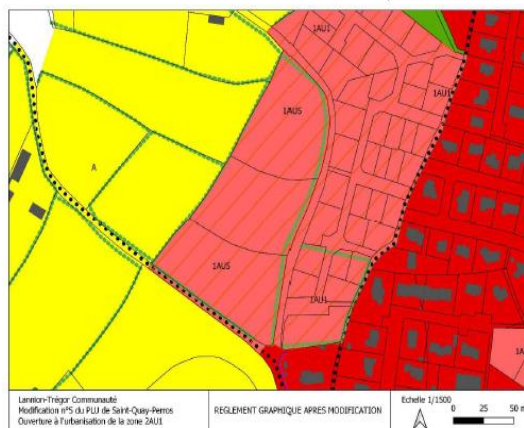 1AU1
1AUS
1AU1
A
1AUS
1AU1
Lannion-Trégor Communauté
Modification n°5 du PLU de Saint-Quay-Perros
Ouverture à l'urbanisation de la zone 2AU1
REGLEMENT GRAPHIQUE APRES MODIFICATION
Echelle 1/1500
0 25 50 m